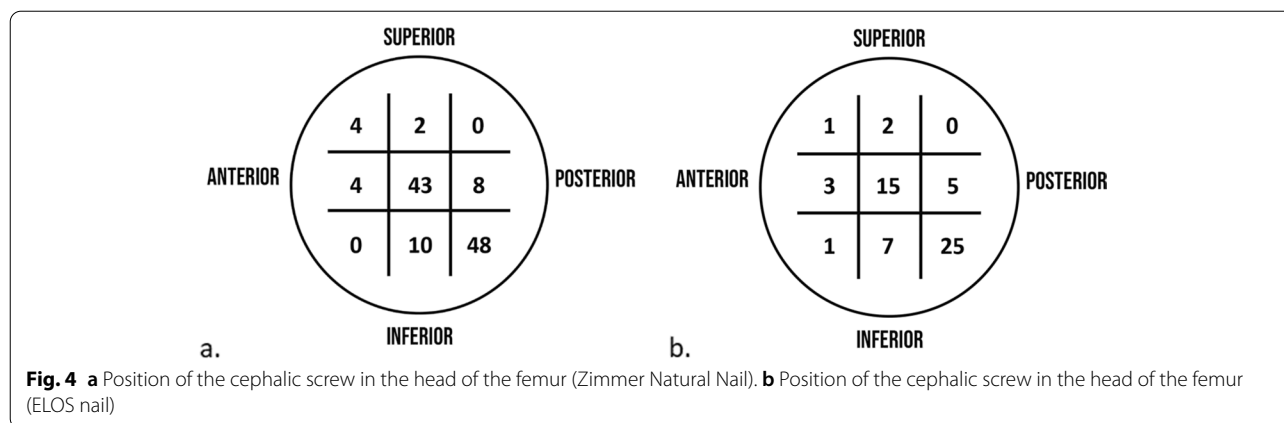 SUPERIOR
4 2 0
ANTERIOR 4 43 8 POSTERIOR
0 10 48
INFERIOR
a.
SUPERIOR
1 2 0
ANTERIOR 3 15 5 POSTERIOR
1 7 25
INFERIOR
b.
Fig. 4 a Position of the cephalic screw in the head of the femur (Zimmer Natural Nail). b Position of the cephalic screw in the head of the femur
(ELOS nail)